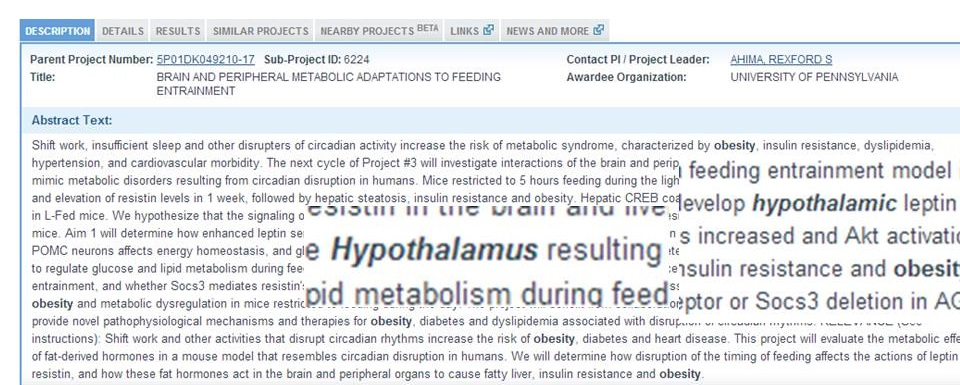 DESCRIPTION DETAILS RESULTS SIMILAR PROJECTS NEARBY PROJECTS BETA LINKS NEWS AND MORE
Parent Project Number: 5P01DK049210-17 Sub-Project ID: 6224 Contact PI / Project Leader: AHIMA, REXFORD S
Title: BRAIN AND PERIPHERAL METABOLIC ADAPTATIONS TO FEEDING Awardee Organization: UNIVERSITY OF PENNSYLVANIA
ENTRAINMENT
Abstract Text:
Shift work, insufficient sleep and other disrupters of circadian activity increase the risk of metabolic syndrome, characterized by obesity, insulin resistance, dyslipidemia,
hypertension, and cardiovascular morbidity. The next cycle of Project #3 will investigate interactions of the brain and perip
mimic metabolic disorders resulting from circadian disruption in humans. Mice restricted to 5 hours feeding during the ligh
and elevation of resistin levels in 1 week, followed by hepatic steatosis, insulin resistance and obesity. Hepatic CREB coa
in L-Fed mice. We hypothesize that the signaling o
mice. Aim 1 will determine how enhanced leptin se
POMC neurons affects energy homeostasis, and gl
to regulate glucose and lipid metabolism during fee
entrainment, and whether Socs3 mediates resistin's
obesity and metabolic dysregulation in mice restric
provide novel pathophysiological mechanisms and therapies for obesity, diabetes and dyslipidemia associated with
instructions): Shift work and other activities that disrupt circadian rhythms increase the risk of obesity, diabetes and heart disease. This project will evaluate the metabolic effe
of fat-derived hormones in a mouse model that resembles circadian disruption in humans. We will determine how disruption of the timing of feeding affects the actions of leptin
resistin, and how these fat hormones act in the brain and peripheral organs to cause fatty liver, insulin resistance and obesity.
esistin in the brain and live
e Hypothalamus resulting
pid metabolism during feed
feeding entrainment model
develop hypothalamic leptin
s increased and Akt activatio
nsulin resistance and obesit
eptor or Socs3 deletion in AG